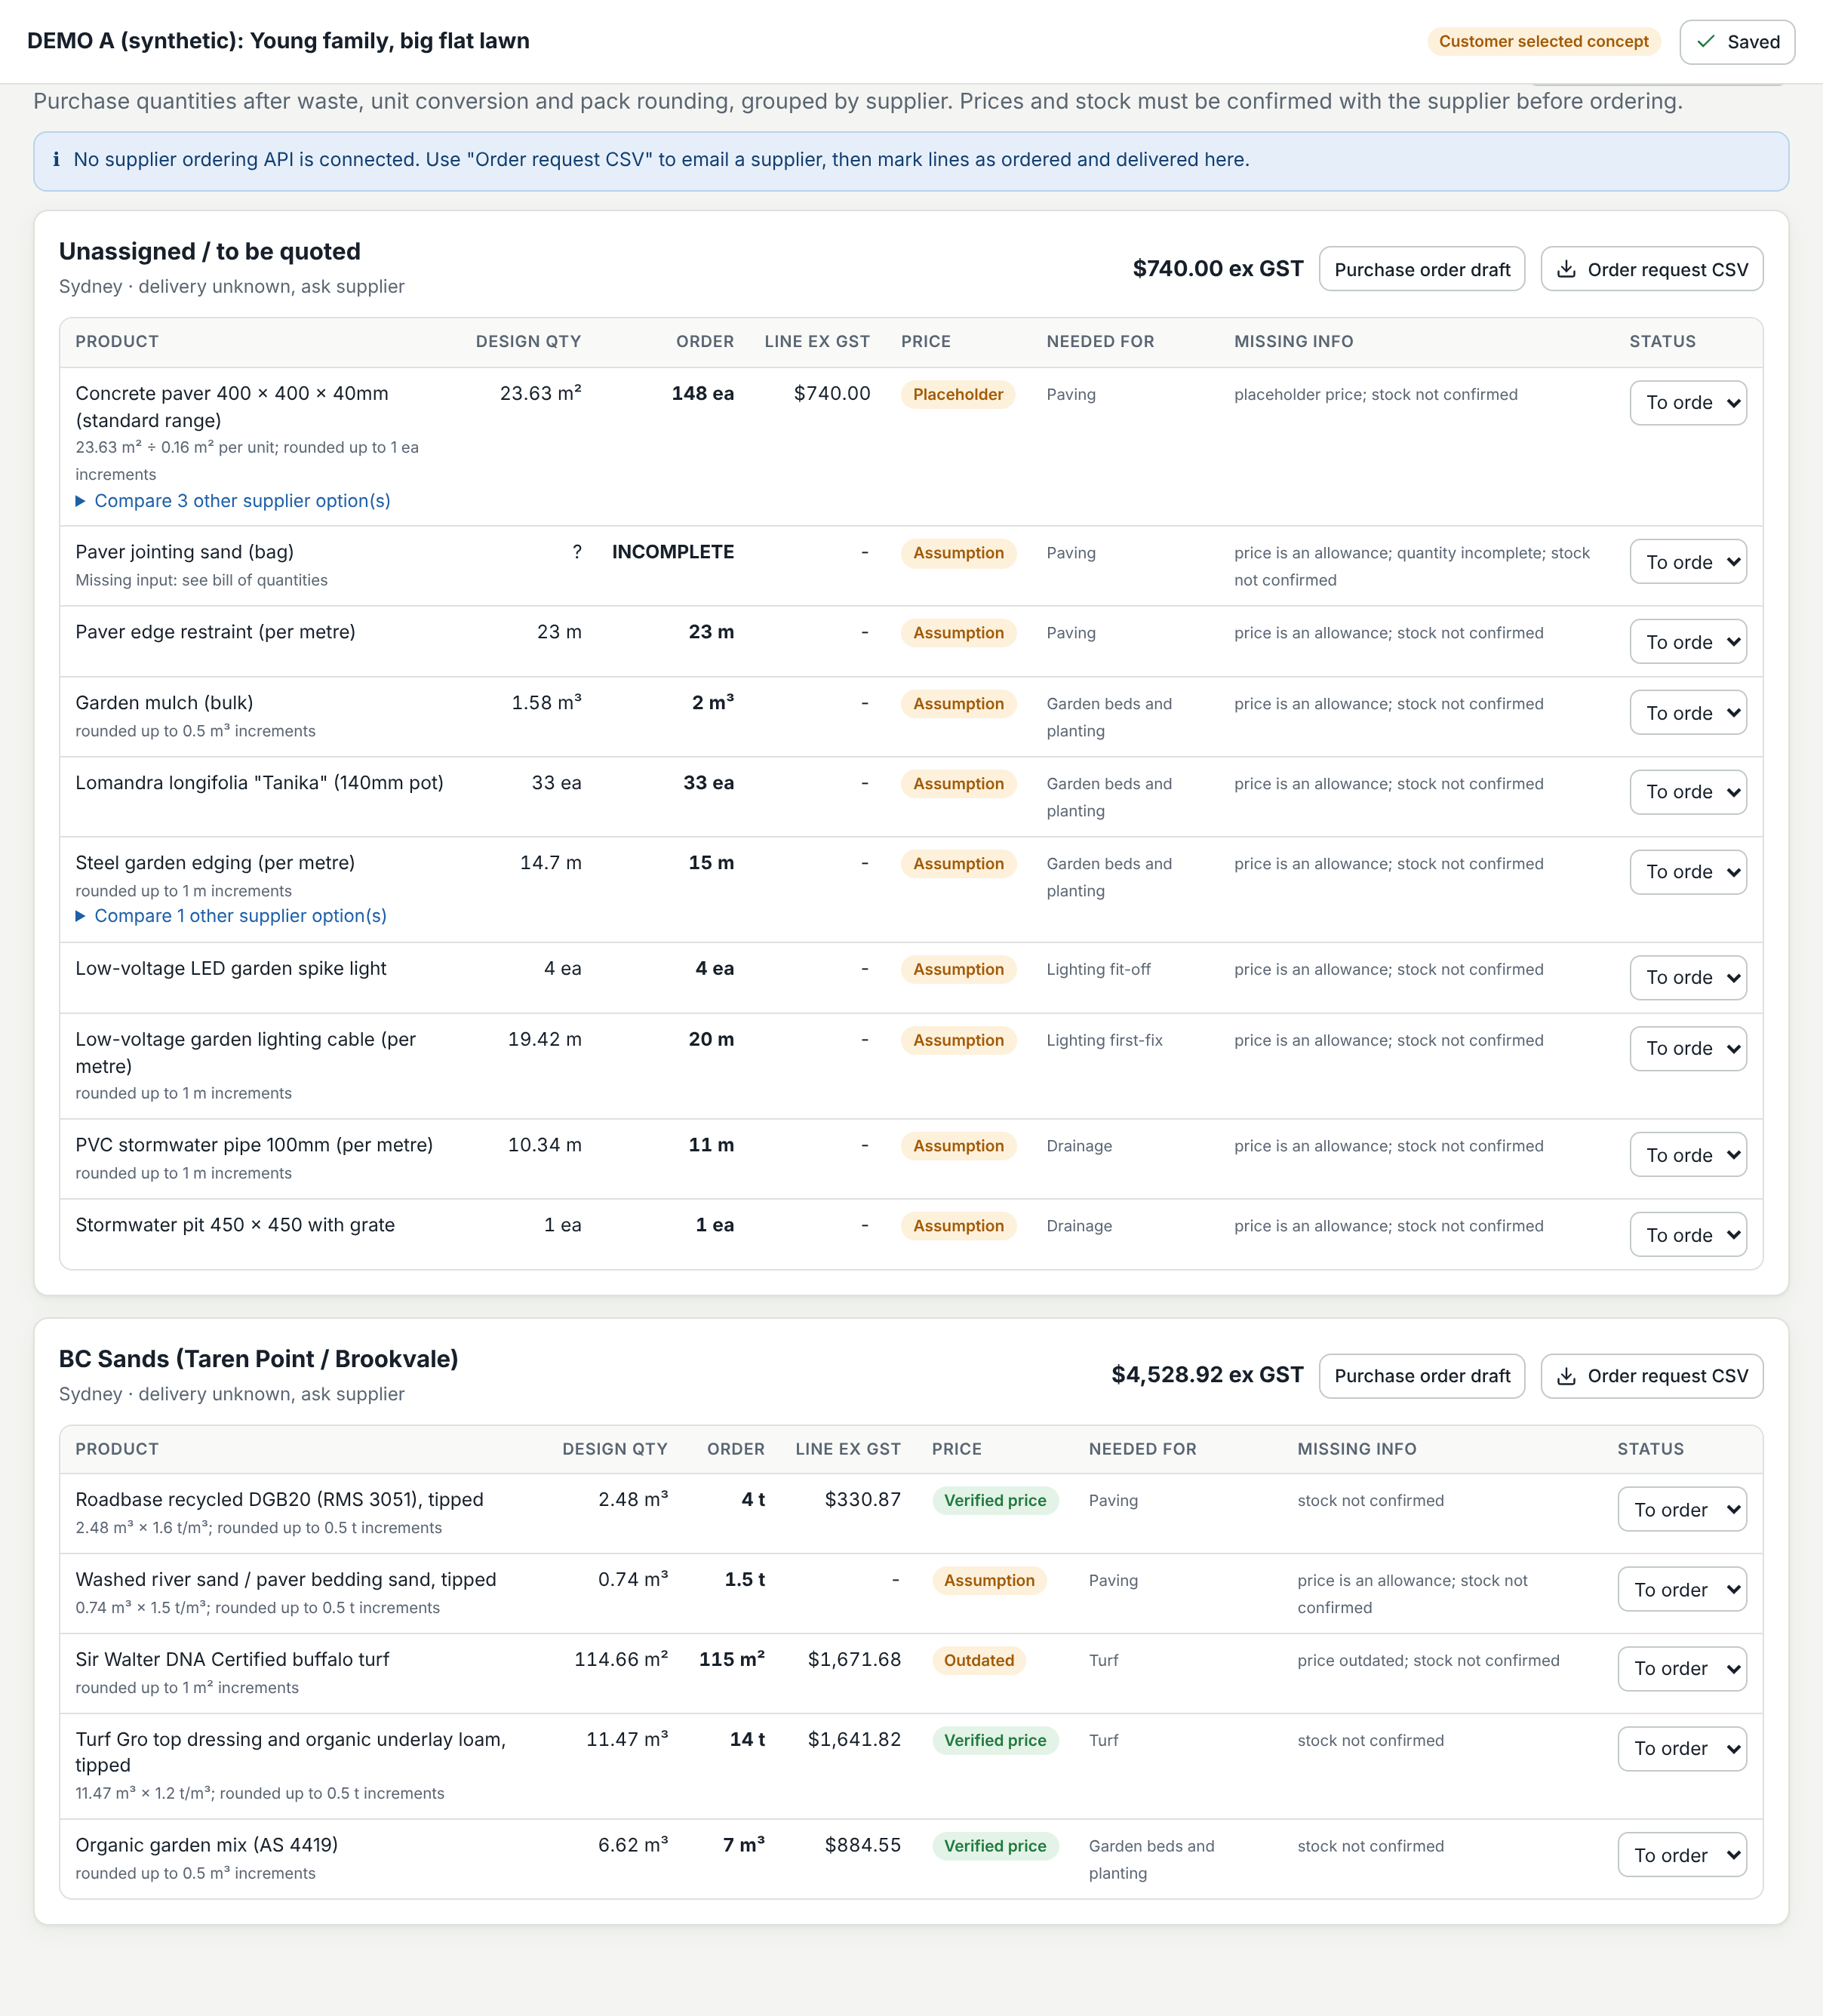 DEMO A (synthetic): Young family, big flat lawn
Customer selected concept
Saved
Purchase quantities after waste, unit conversion and pack rounding, grouped by supplier. Prices and stock must be confirmed with the supplier before ordering.
i No supplier ordering API is connected. Use "Order request CSV" to email a supplier, then mark lines as ordered and delivered here.
Unassigned / to be quoted
Sydney · delivery unknown, ask supplier
$740.00 ex GST
Purchase order draft
Order request CSV
PRODUCT DESIGN QTY ORDER LINE EX GST PRICE NEEDED FOR MISSING INFO STATUS
Concrete paver 400 × 400 × 40mm 23.63 m² 148 ea $740.00 Placeholder Paving placeholder price; stock not confirmed To orde
(standard range)
23.63 m² ÷ 0.16 m² per unit; rounded up to 1 ea
increments
Compare 3 other supplier option(s)
Paver jointing sand (bag) ? INCOMPLETE - Assumption Paving price is an allowance; quantity incomplete; stock To orde
Missing input: see bill of quantities not confirmed
Paver edge restraint (per metre) 23 m 23 m - Assumption Paving price is an allowance; stock not confirmed To orde
Garden mulch (bulk) 1.58 m³ 2 m³ - Assumption Garden beds and price is an allowance; stock not confirmed To orde
rounded up to 0.5 m³ increments planting
Lomandra longifolia "Tanika" (140mm pot) 33 ea 33 ea - Assumption Garden beds and price is an allowance; stock not confirmed To orde
planting
Steel garden edging (per metre) 14.7 m 15 m - Assumption Garden beds and price is an allowance; stock not confirmed To orde
rounded up to 1 m increments planting
Compare 1 other supplier option(s)
Low-voltage LED garden spike light 4 ea 4 ea - Assumption Lighting fit-off price is an allowance; stock not confirmed To orde
Low-voltage garden lighting cable (per 19.42 m 20 m - Assumption Lighting first-fix price is an allowance; stock not confirmed To orde
metre)
rounded up to 1 m increments
PVC stormwater pipe 100mm (per metre) 10.34 m 11 m - Assumption Drainage price is an allowance; stock not confirmed To orde
rounded up to 1 m increments
Stormwater pit 450 × 450 with grate 1 ea 1 ea - Assumption Drainage price is an allowance; stock not confirmed To orde
BC Sands (Taren Point / Brookvale)
Sydney · delivery unknown, ask supplier
$4,528.92 ex GST
Purchase order draft
Order request CSV
PRODUCT DESIGN QTY ORDER LINE EX GST PRICE NEEDED FOR MISSING INFO STATUS
Roadbase recycled DGB20 (RMS 3051), tipped 2.48 m³ 4 t $330.87 Verified price Paving stock not confirmed To order
2.48 m³ × 1.6 t/m³; rounded up to 0.5 t increments
Washed river sand / paver bedding sand, tipped 0.74 m³ 1.5 t - Assumption Paving price is an allowance; stock not To order
0.74 m³ × 1.5 t/m³; rounded up to 0.5 t increments confirmed
Sir Walter DNA Certified buffalo turf 114.66 m² 115 m² $1,671.68 Outdated Turf price outdated; stock not confirmed To order
rounded up to 1 m² increments
Turf Gro top dressing and organic underlay loam, 11.47 m³ 14 t $1,641.82 Verified price Turf stock not confirmed To order
tipped
11.47 m³ × 1.2 t/m³; rounded up to 0.5 t increments
Organic garden mix (AS 4419) 6.62 m³ 7 m³ $884.55 Verified price Garden beds and stock not confirmed To order
rounded up to 0.5 m³ increments planting